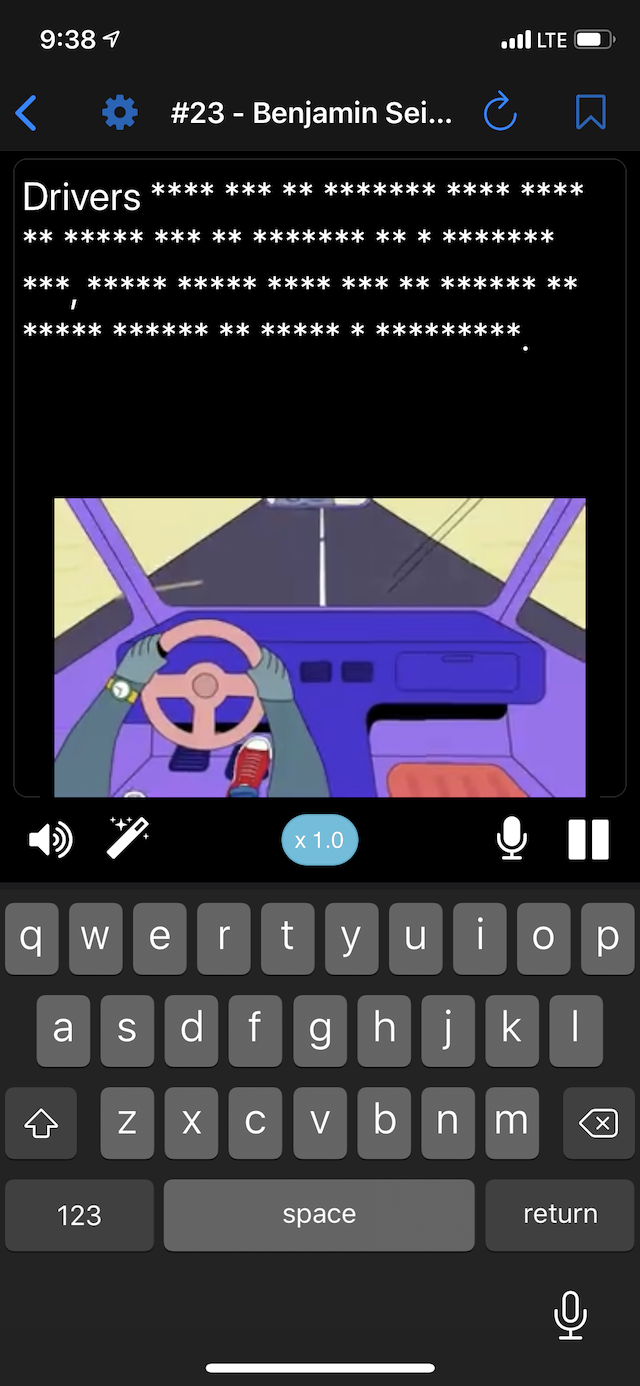 9:38
LTE
#23 - Benjamin Sei...
Drivers **** *** ** ******* **** ****
** ***** *** ** ******* ** * *******
***, ***** ***** **** *** ** ****** **
***** ****** ** ***** * *********.
x 1.0
q w e r t y u i o p
a s d f g h j k l
z x c v b n m
123 space return